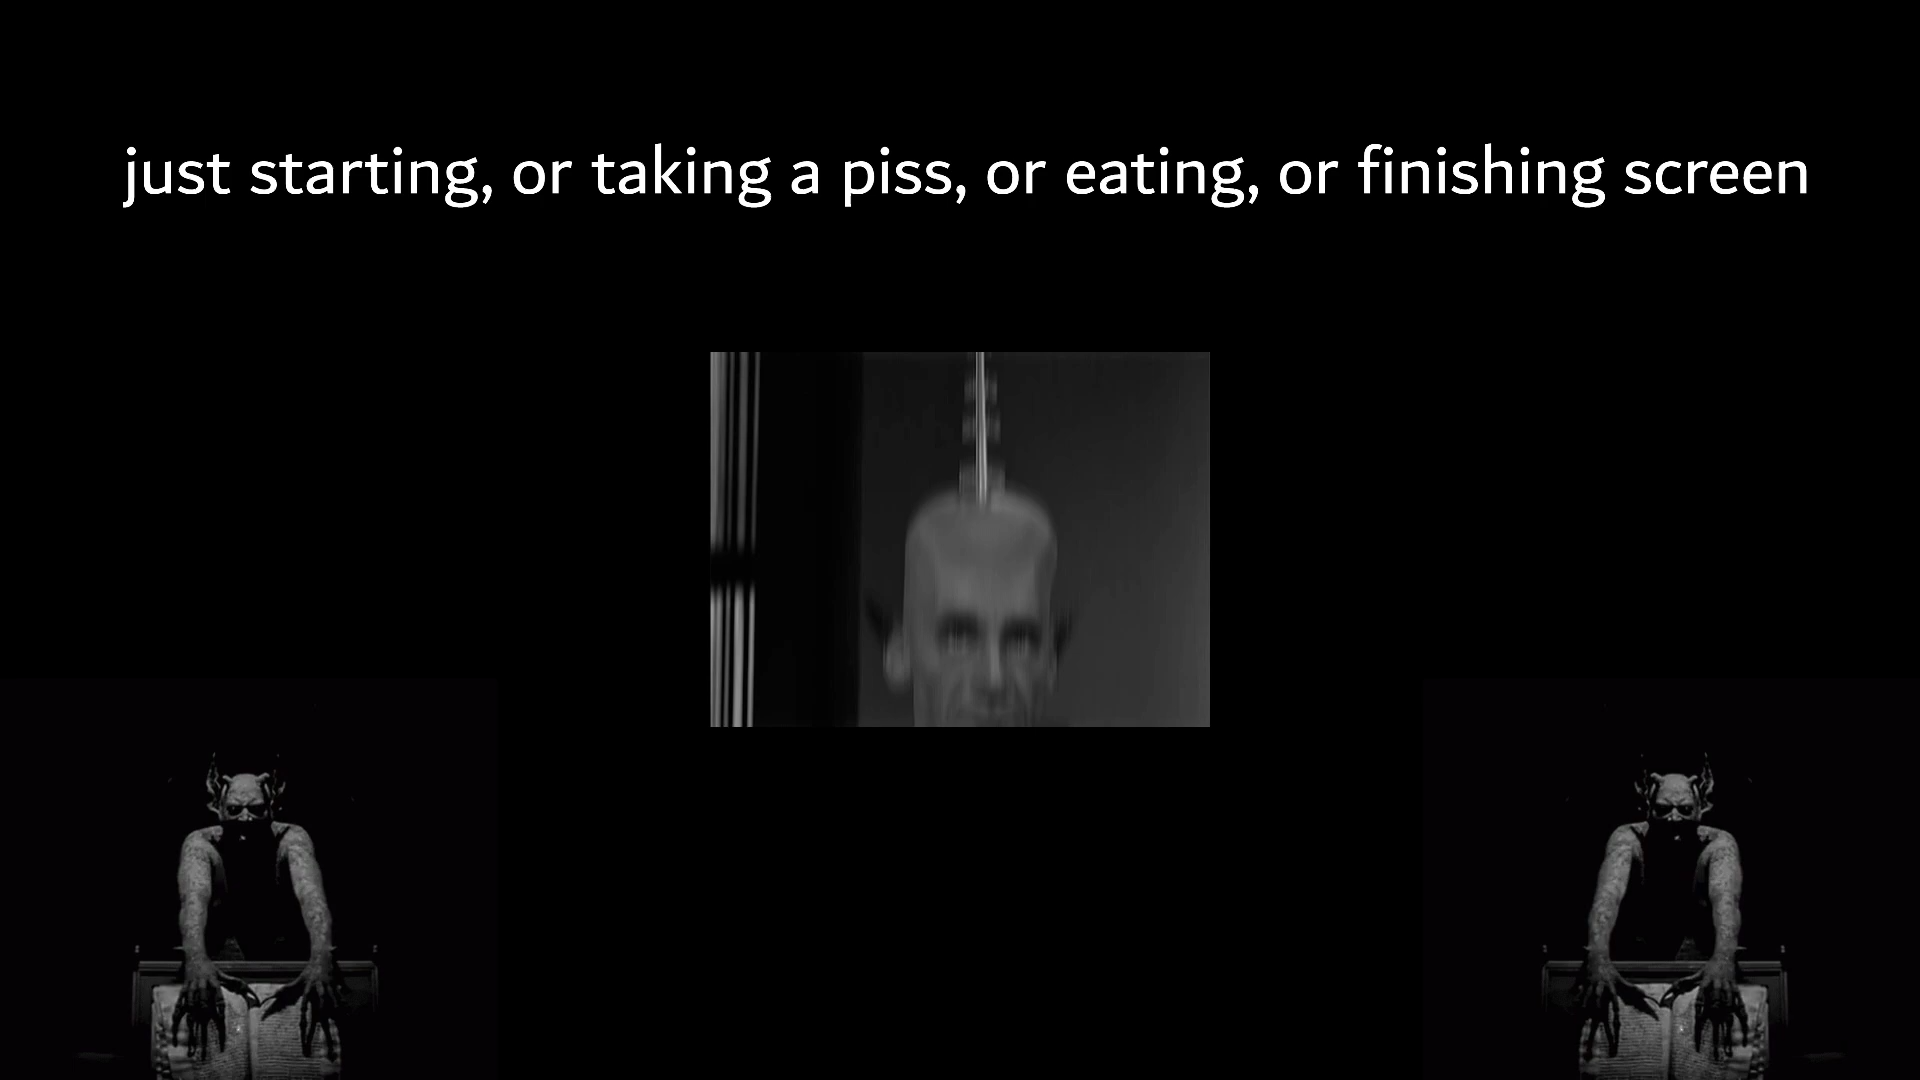 just starting, or taking a piss, or eating, or finishing screen